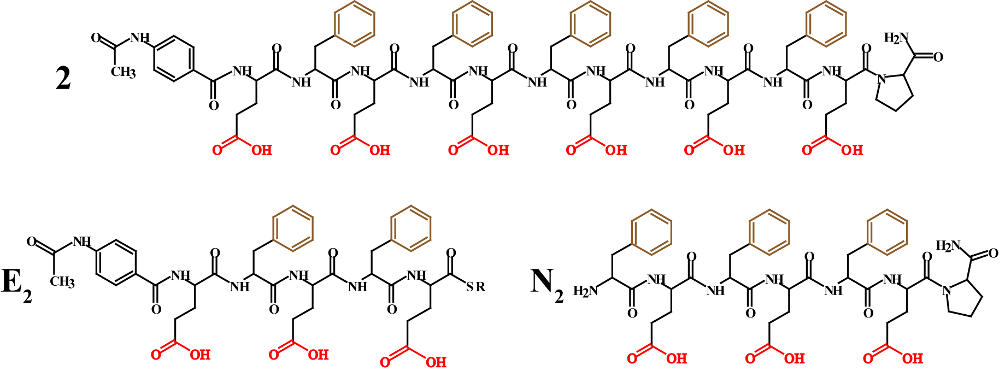 O NH H2N
O O O O O O O
CH3 NH NH NH NH NH NH
2 NH NH NH NH NH N
O O O O O O
O OH O OH O OH O OH O OH O OH
O NH H2N
O O O O O O O
CH3 NH NH NH NH NH NH
E2 NH NH SR N2 H2N NH NH N
O O O O O O
O OH O OH O OH O OH O OH O OH